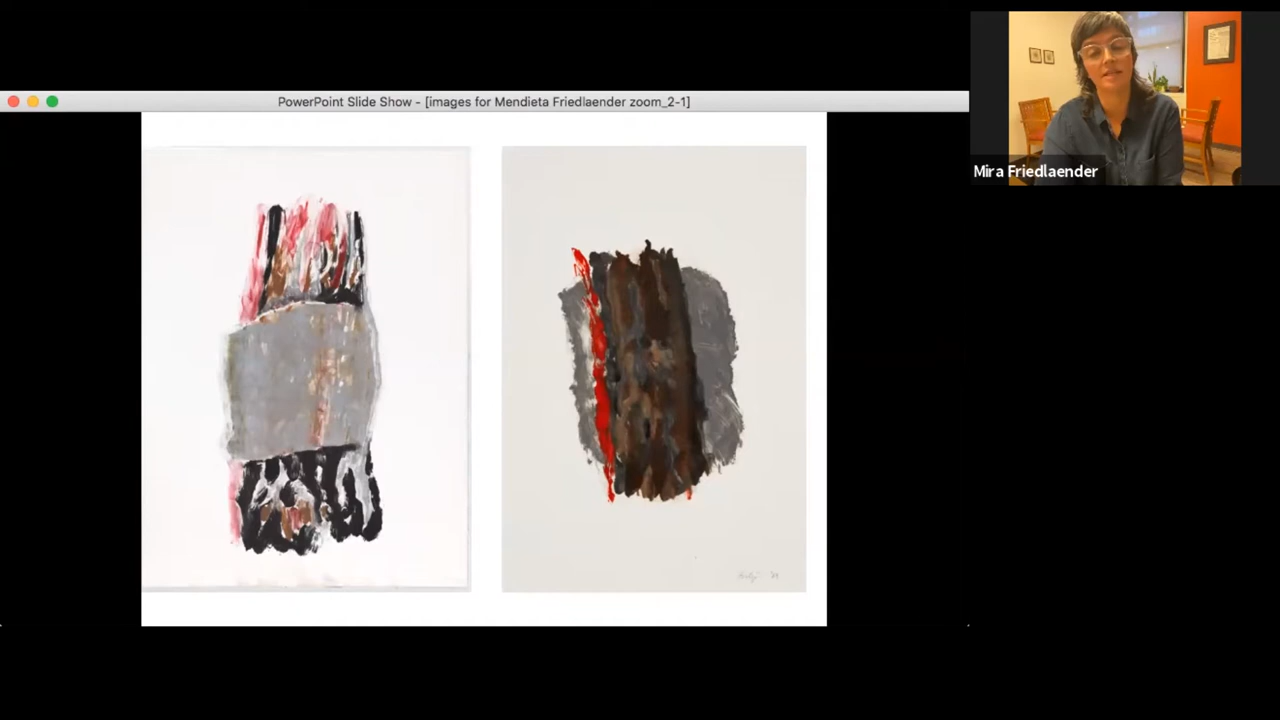 PowerPoint Slide Show - [images for Mendieta Friedlaender zoom_2-1]
Mira Friedlaender